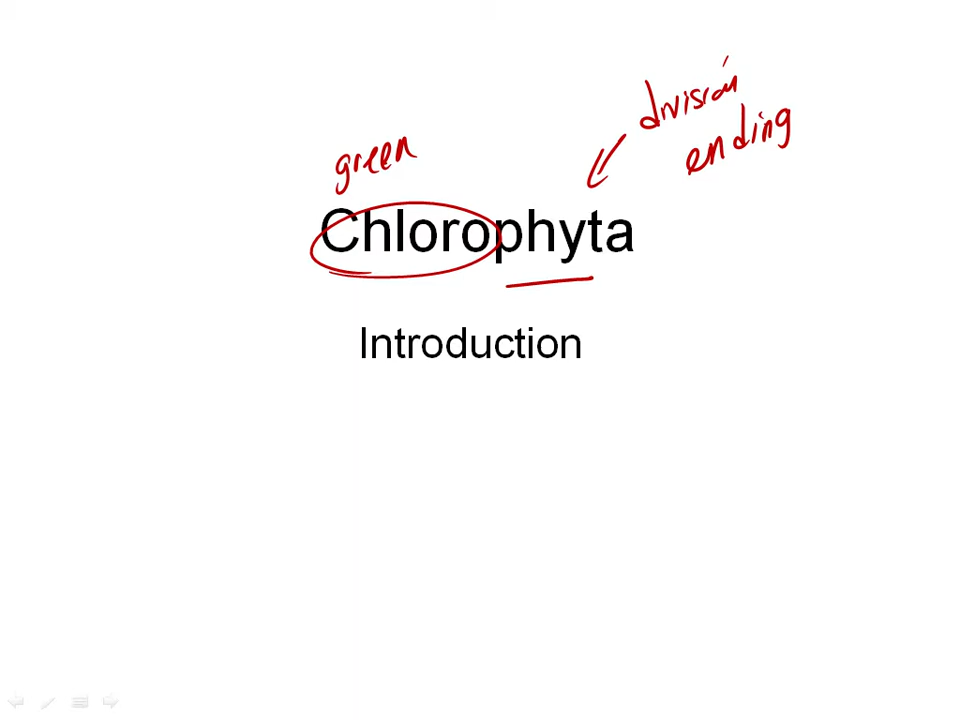 division
ending
green
Chlorophyta
Introduction